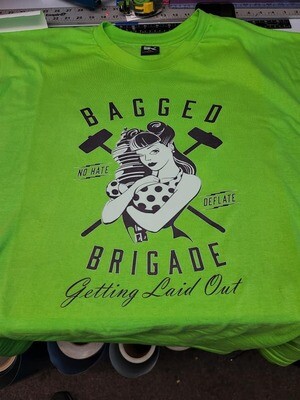 BAGGED
NO HATE
DEFLATE
BRIGADE
Getting Laid Out